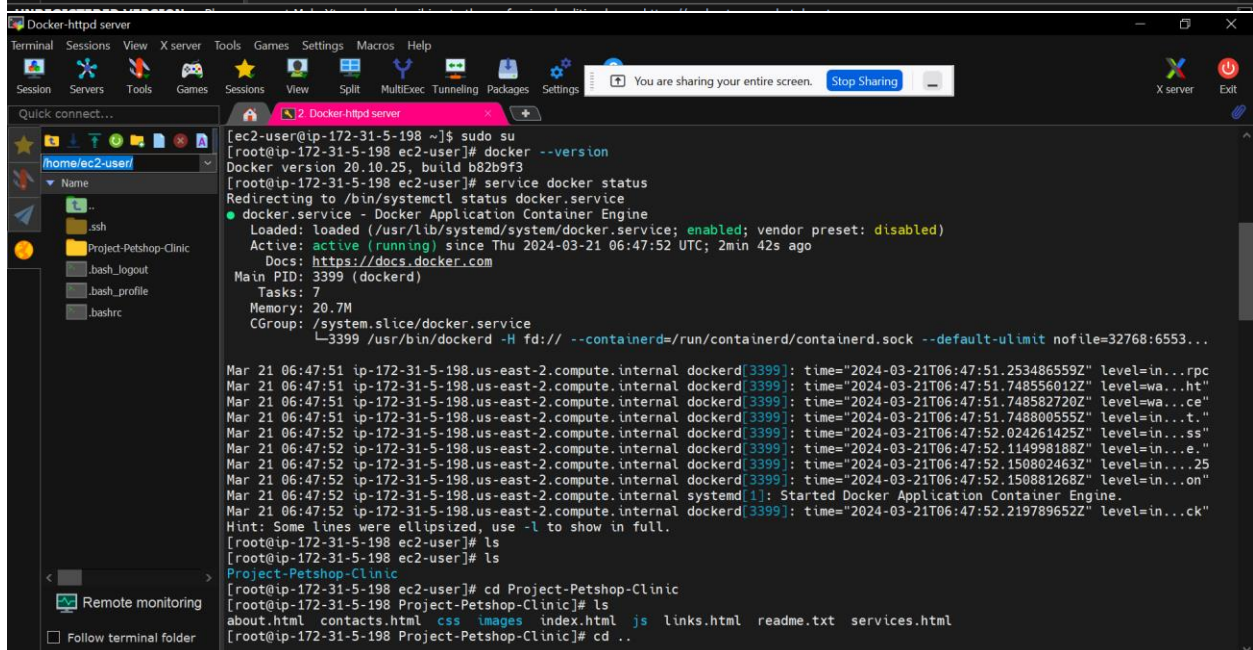 Docker-httpd server
Terminal Sessions View X server Tools Games Settings Macros Help
Session Servers Tools Games Sessions View Split MultiExec Tunneling Packages Settings X server Exit
You are sharing your entire screen. Stop Sharing
Quick connect...
2. Docker-httpd server
/home/ec2-user/
Name
..
.ssh
Project-Petshop-Clinic
.bash_logout
.bash_profile
.bashrc
Remote monitoring
Follow terminal folder
[ec2-user@ip-172-31-5-198 ~]$ sudo su
[root@ip-172-31-5-198 ec2-user]# docker --version
Docker version 20.10.25, build b82b9f3
[root@ip-172-31-5-198 ec2-user]# service docker status
Redirecting to /bin/systemctl status docker.service
● docker.service - Docker Application Container Engine
Loaded: loaded (/usr/lib/systemd/system/docker.service; enabled; vendor preset: disabled)
Active: active (running) since Thu 2024-03-21 06:47:52 UTC; 2min 42s ago
Docs: https://docs.docker.com
Main PID: 3399 (dockerd)
Tasks: 7
Memory: 20.7M
CGroup: /system.slice/docker.service
└─3399 /usr/bin/dockerd -H fd:// --containerd=/run/containerd/containerd.sock --default-ulimit nofile=32768:6553...
Mar 21 06:47:51 ip-172-31-5-198.us-east-2.compute.internal dockerd[3399]: time="2024-03-21T06:47:51.253486559Z" level=in...rpc
Mar 21 06:47:51 ip-172-31-5-198.us-east-2.compute.internal dockerd[3399]: time="2024-03-21T06:47:51.748556012Z" level=wa...ht"
Mar 21 06:47:51 ip-172-31-5-198.us-east-2.compute.internal dockerd[3399]: time="2024-03-21T06:47:51.748582720Z" level=wa...ce"
Mar 21 06:47:51 ip-172-31-5-198.us-east-2.compute.internal dockerd[3399]: time="2024-03-21T06:47:51.748800555Z" level=in...t."
Mar 21 06:47:52 ip-172-31-5-198.us-east-2.compute.internal dockerd[3399]: time="2024-03-21T06:47:52.024261425Z" level=in...ss"
Mar 21 06:47:52 ip-172-31-5-198.us-east-2.compute.internal dockerd[3399]: time="2024-03-21T06:47:52.114998188Z" level=in...e."
Mar 21 06:47:52 ip-172-31-5-198.us-east-2.compute.internal dockerd[3399]: time="2024-03-21T06:47:52.150802463Z" level=in....25
Mar 21 06:47:52 ip-172-31-5-198.us-east-2.compute.internal dockerd[3399]: time="2024-03-21T06:47:52.150881268Z" level=in...on"
Mar 21 06:47:52 ip-172-31-5-198.us-east-2.compute.internal systemd[1]: Started Docker Application Container Engine.
Mar 21 06:47:52 ip-172-31-5-198.us-east-2.compute.internal dockerd[3399]: time="2024-03-21T06:47:52.219789652Z" level=in...ck"
Hint: Some lines were ellipsized, use -l to show in full.
[root@ip-172-31-5-198 ec2-user]# ls
[root@ip-172-31-5-198 ec2-user]# ls
Project-Petshop-Clinic
[root@ip-172-31-5-198 ec2-user]# cd Project-Petshop-Clinic
[root@ip-172-31-5-198 Project-Petshop-Clinic]# ls
about.html contacts.html css images index.html js links.html readme.txt services.html
[root@ip-172-31-5-198 Project-Petshop-Clinic]# cd ..